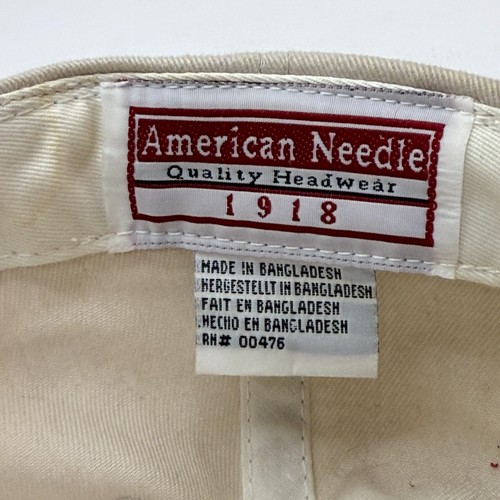 American Needle
Quality Headwear
1918
MADE IN BANGLADESH
HERGESTELLT IN BANGLADESH
FAIT EN BANGLADESH
HECHO EN BANGLADESH
RN# 00476